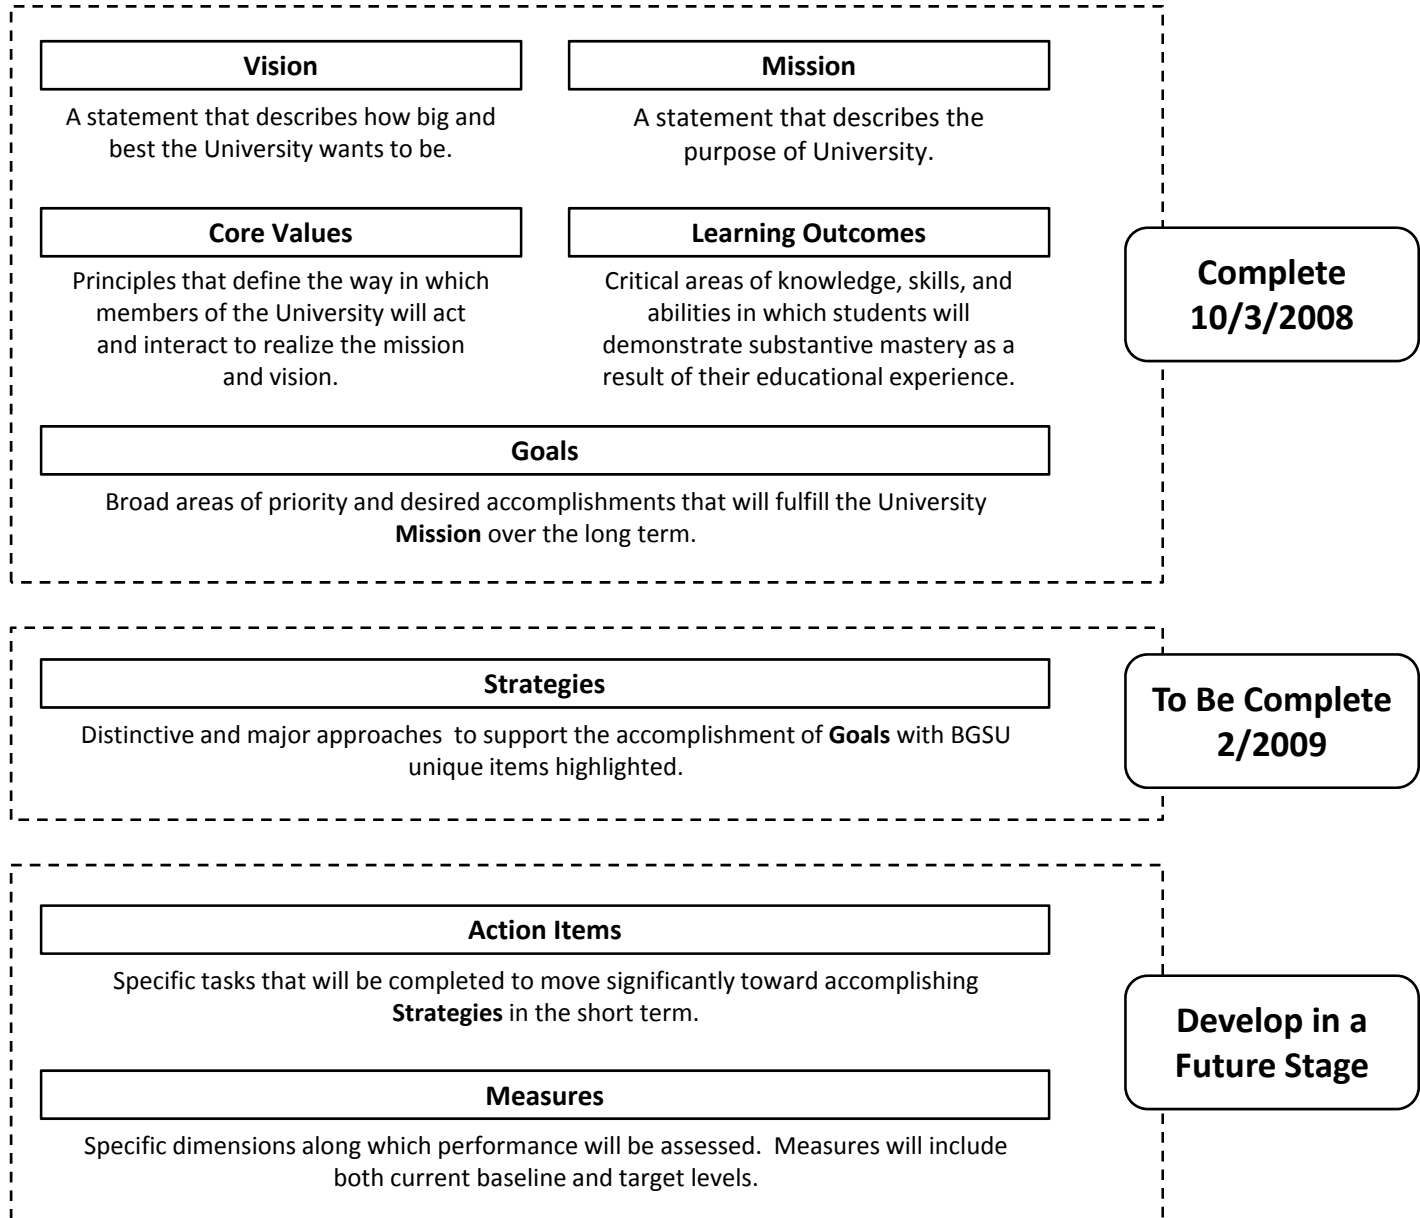 Vision
A statement that describes how big and
best the University wants to be.
Mission
A statement that describes the
purpose of University.
Core Values
Principles that define the way in which
members of the University will act
and interact to realize the mission
and vision.
Learning Outcomes
Critical areas of knowledge, skills, and
abilities in which students will
demonstrate substantive mastery as a
result of their educational experience.
Goals
Broad areas of priority and desired accomplishments that will fulfill the University
Mission over the long term.
Complete
10/3/2008
Strategies
Distinctive and major approaches  to support the accomplishment of Goals with BGSU
unique items highlighted.
To Be Complete
2/2009
Action Items
Specific tasks that will be completed to move significantly toward accomplishing
Strategies in the short term.
Measures
Specific dimensions along which performance will be assessed.  Measures will include
both current baseline and target levels.
Develop in a
Future Stage